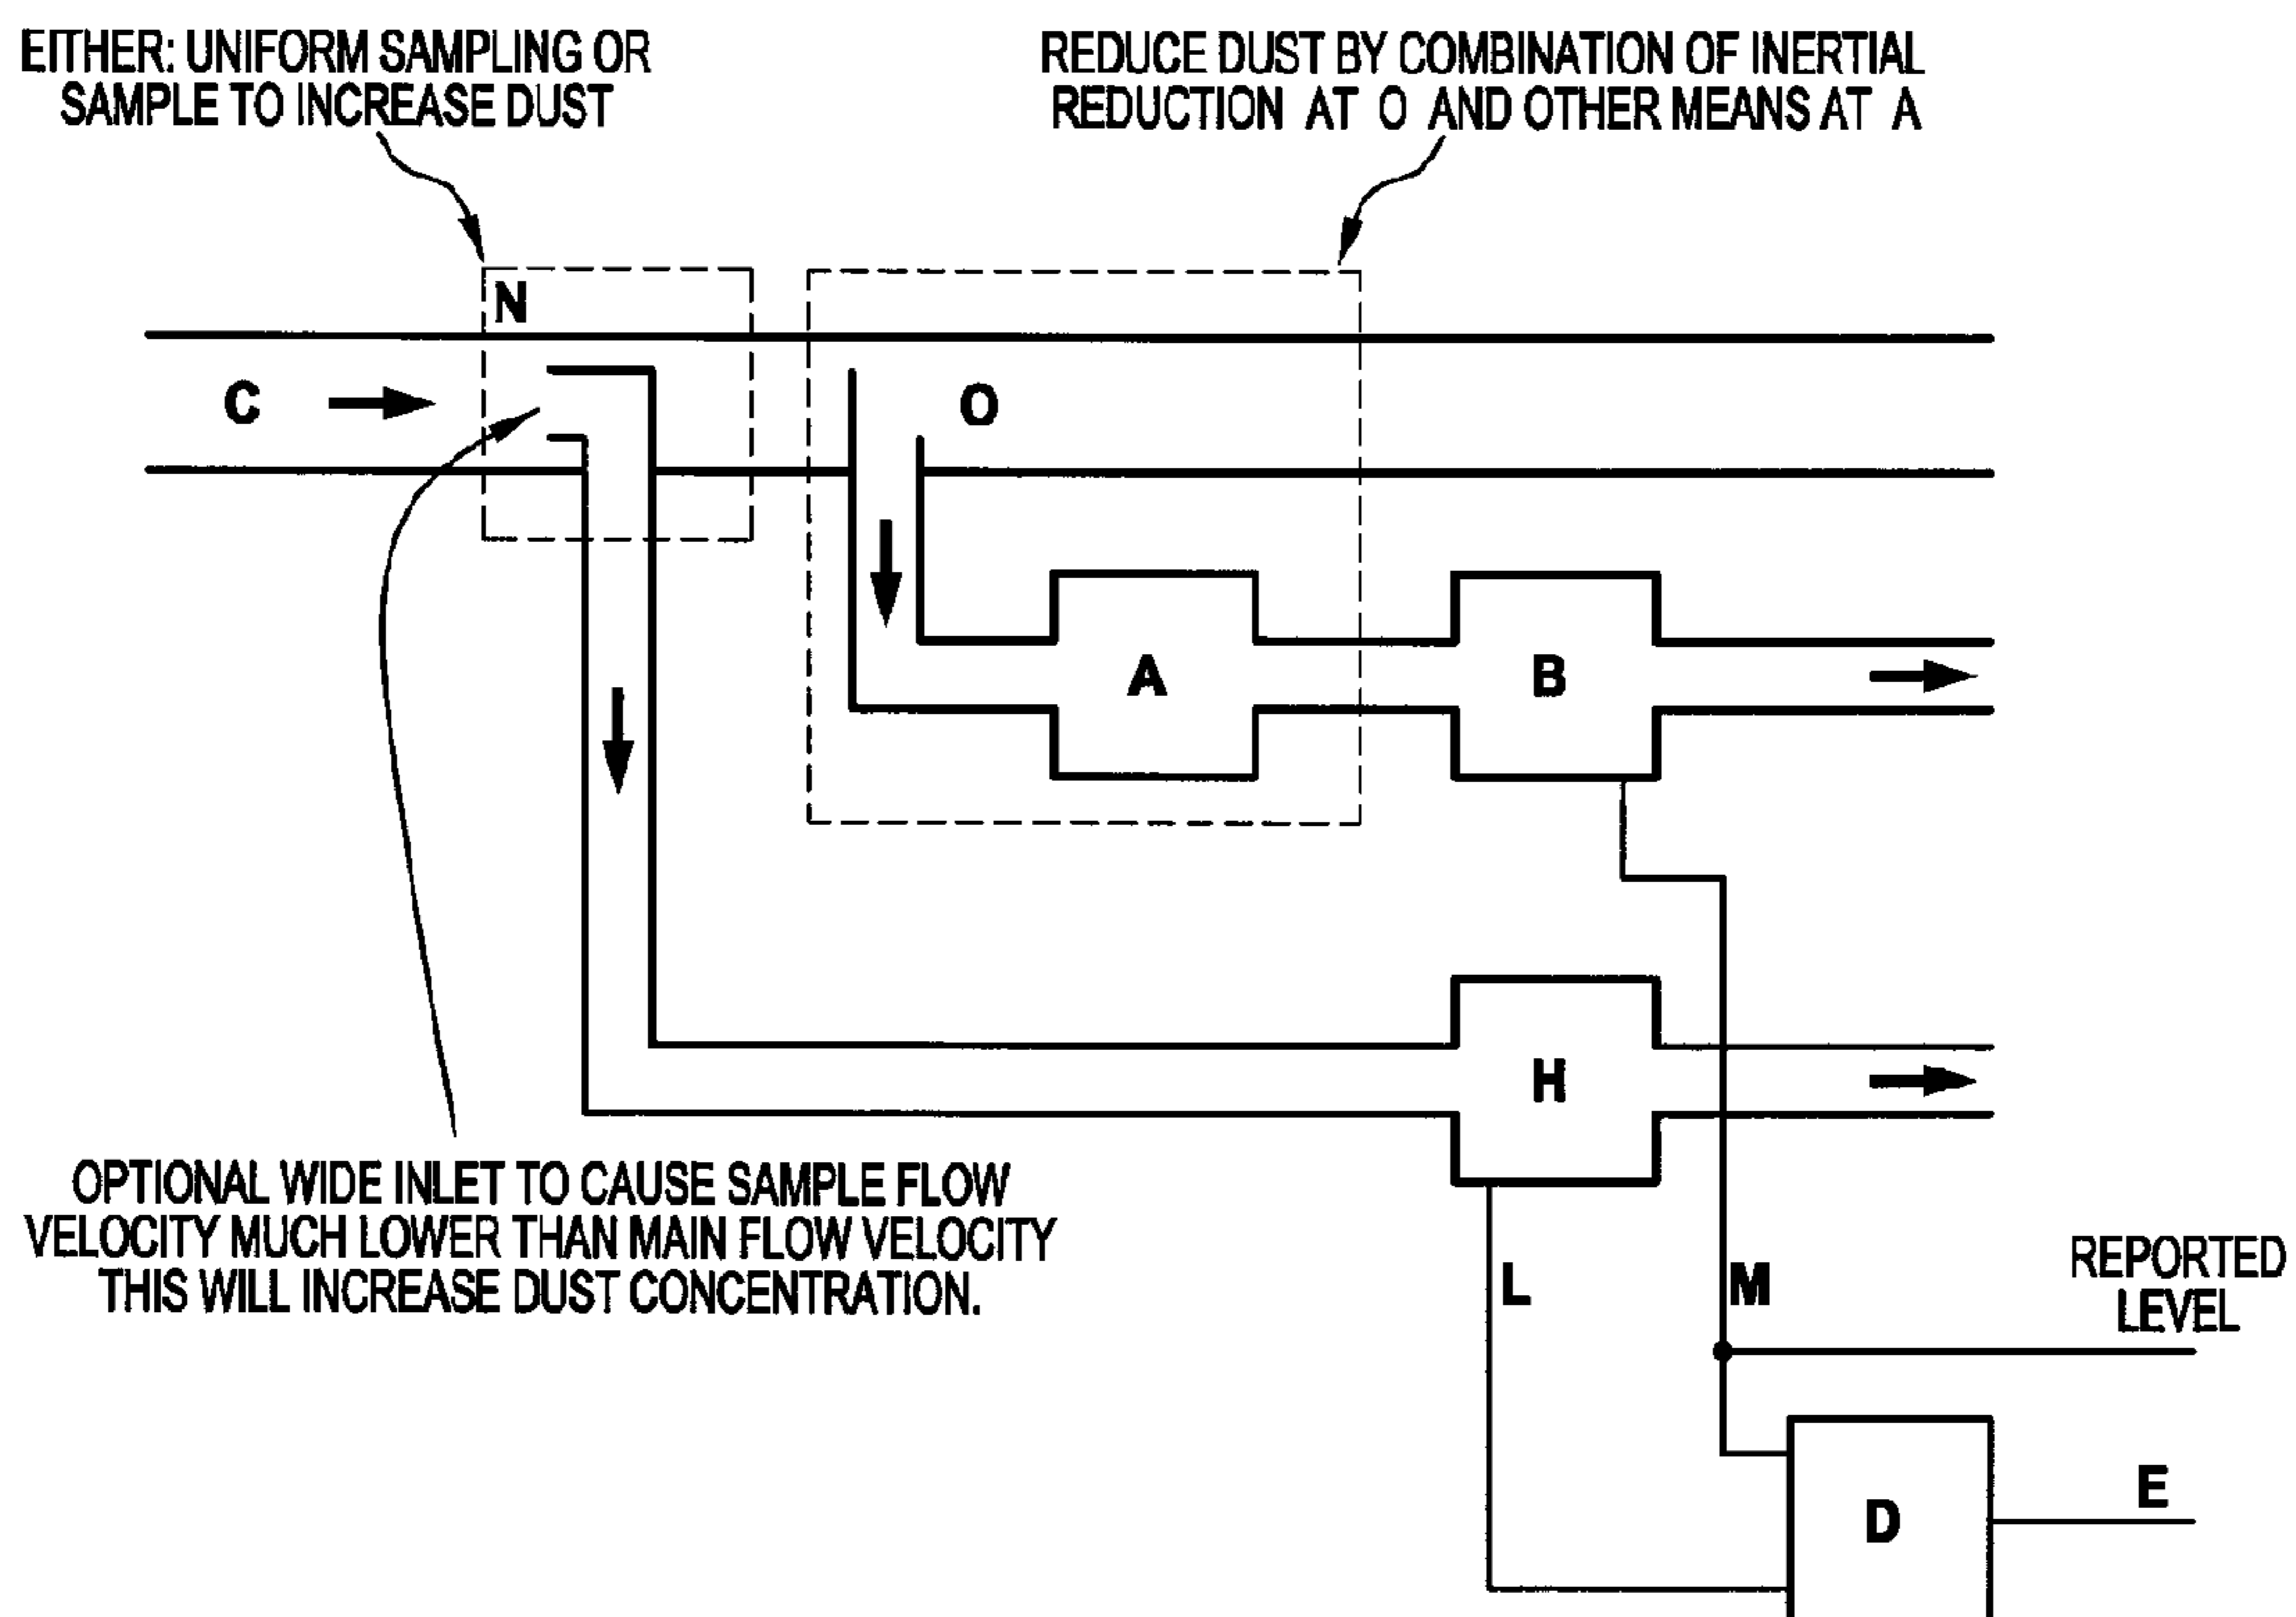 EITHER: UNIFORM SAMPLING OR
SAMPLE TO INCREASE DUST
REDUCE DUST BY COMBINATION OF INERTIAL
REDUCTION AT O AND OTHER MEANS AT A
N
C
O
A
B
H
OPTIONAL WIDE INLET TO CAUSE SAMPLE FLOW
VELOCITY MUCH LOWER THAN MAIN FLOW VELOCITY
THIS WILL INCREASE DUST CONCENTRATION.
L
M
REPORTED
LEVEL
E
D